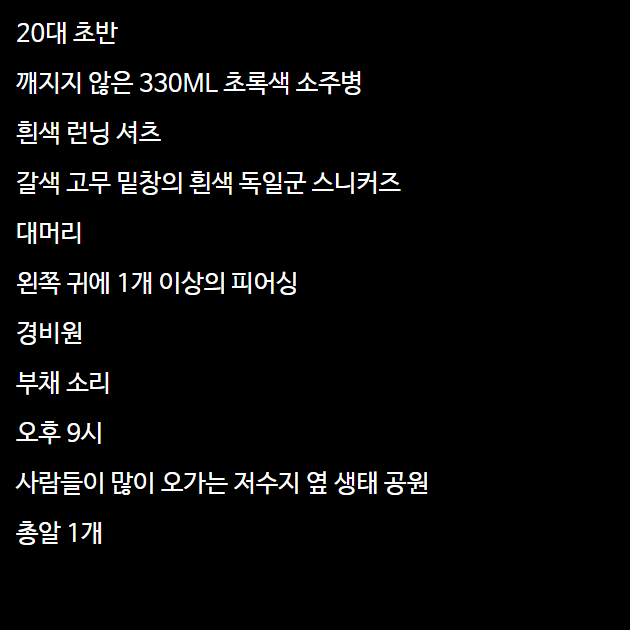 20대 초반
깨지지 않은 330ML 초록색 소주병
흰색 런닝 셔츠
갈색 고무 밑창의 흰색 독일군 스니커즈
대머리
왼쪽 귀에 1개 이상의 피어싱
경비원
부채 소리
오후 9시
사람들이 많이 오가는 저수지 옆 생태 공원
총알 1개